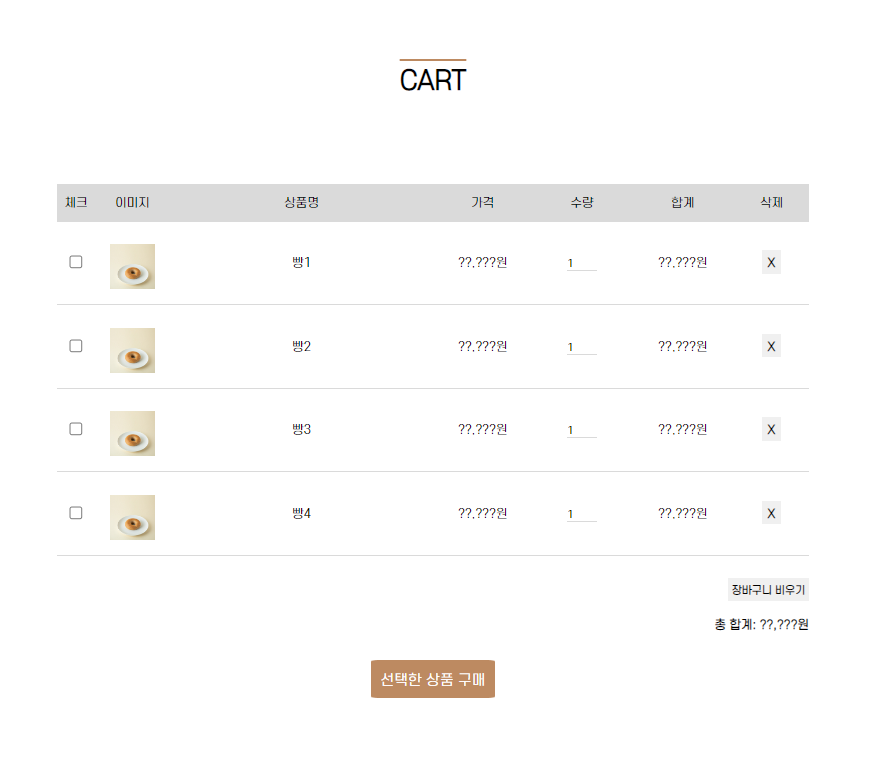 CART
체크 이미지 상품명 가격 수량 합계 삭제
빵1 ??,???원 1 ??,???원 X
빵2 ??,???원 1 ??,???원 X
빵3 ??,???원 1 ??,???원 X
빵4 ??,???원 1 ??,???원 X
장바구니 비우기
총 합계: ??,???원
선택한 상품 구매